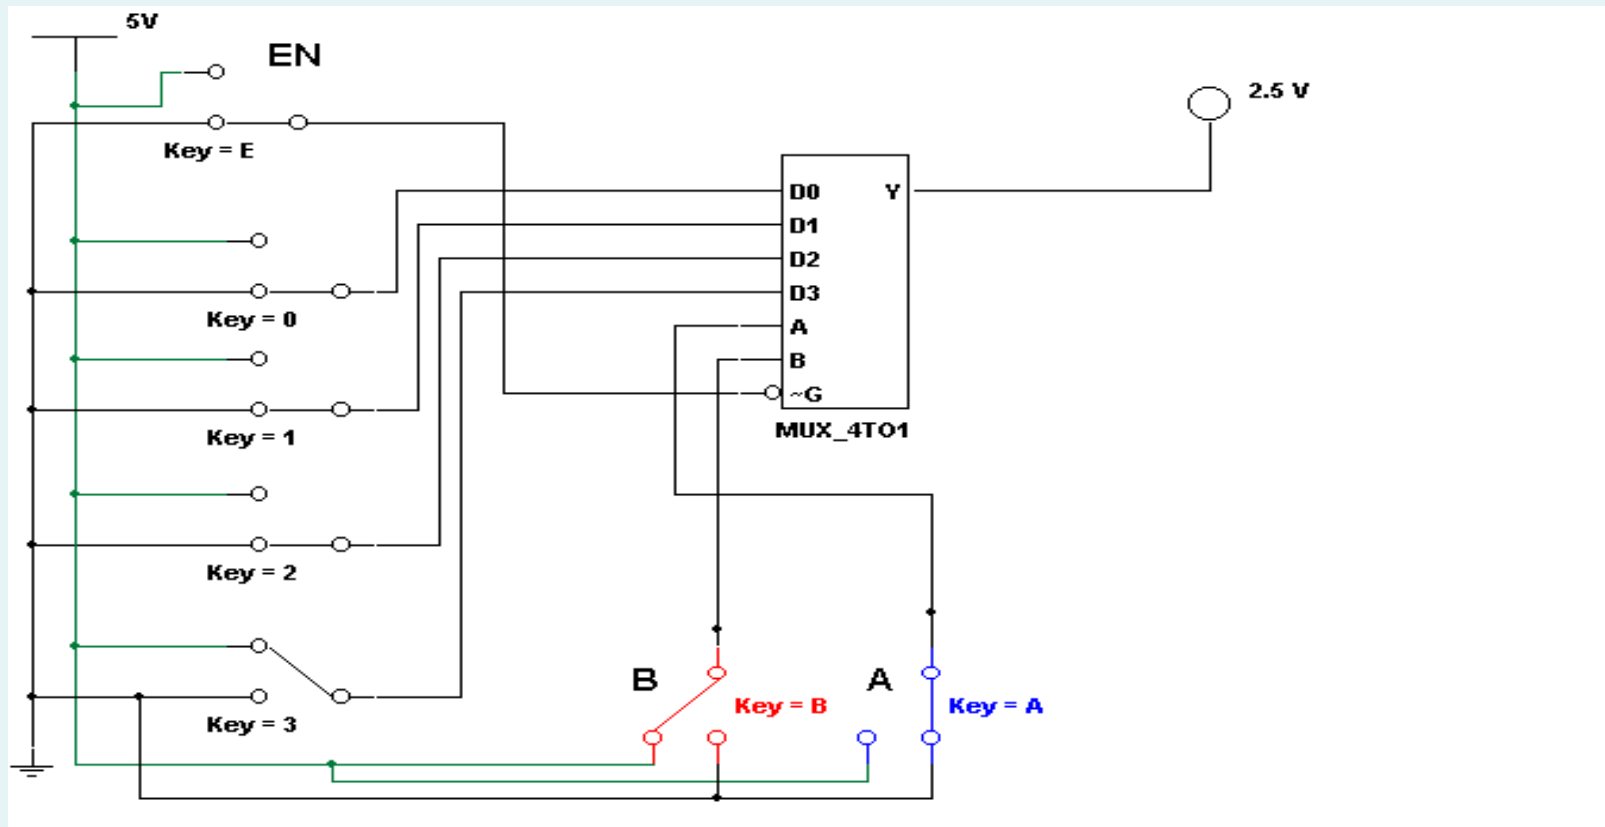 5V
EN
2.5 V
Key = E
D0
Y
D1
D2
D3
Key = 0
A
B
~G
MUX_4TO1
Key = 1
Key = 2
B
Key = B
A
Key = A
Key = 3